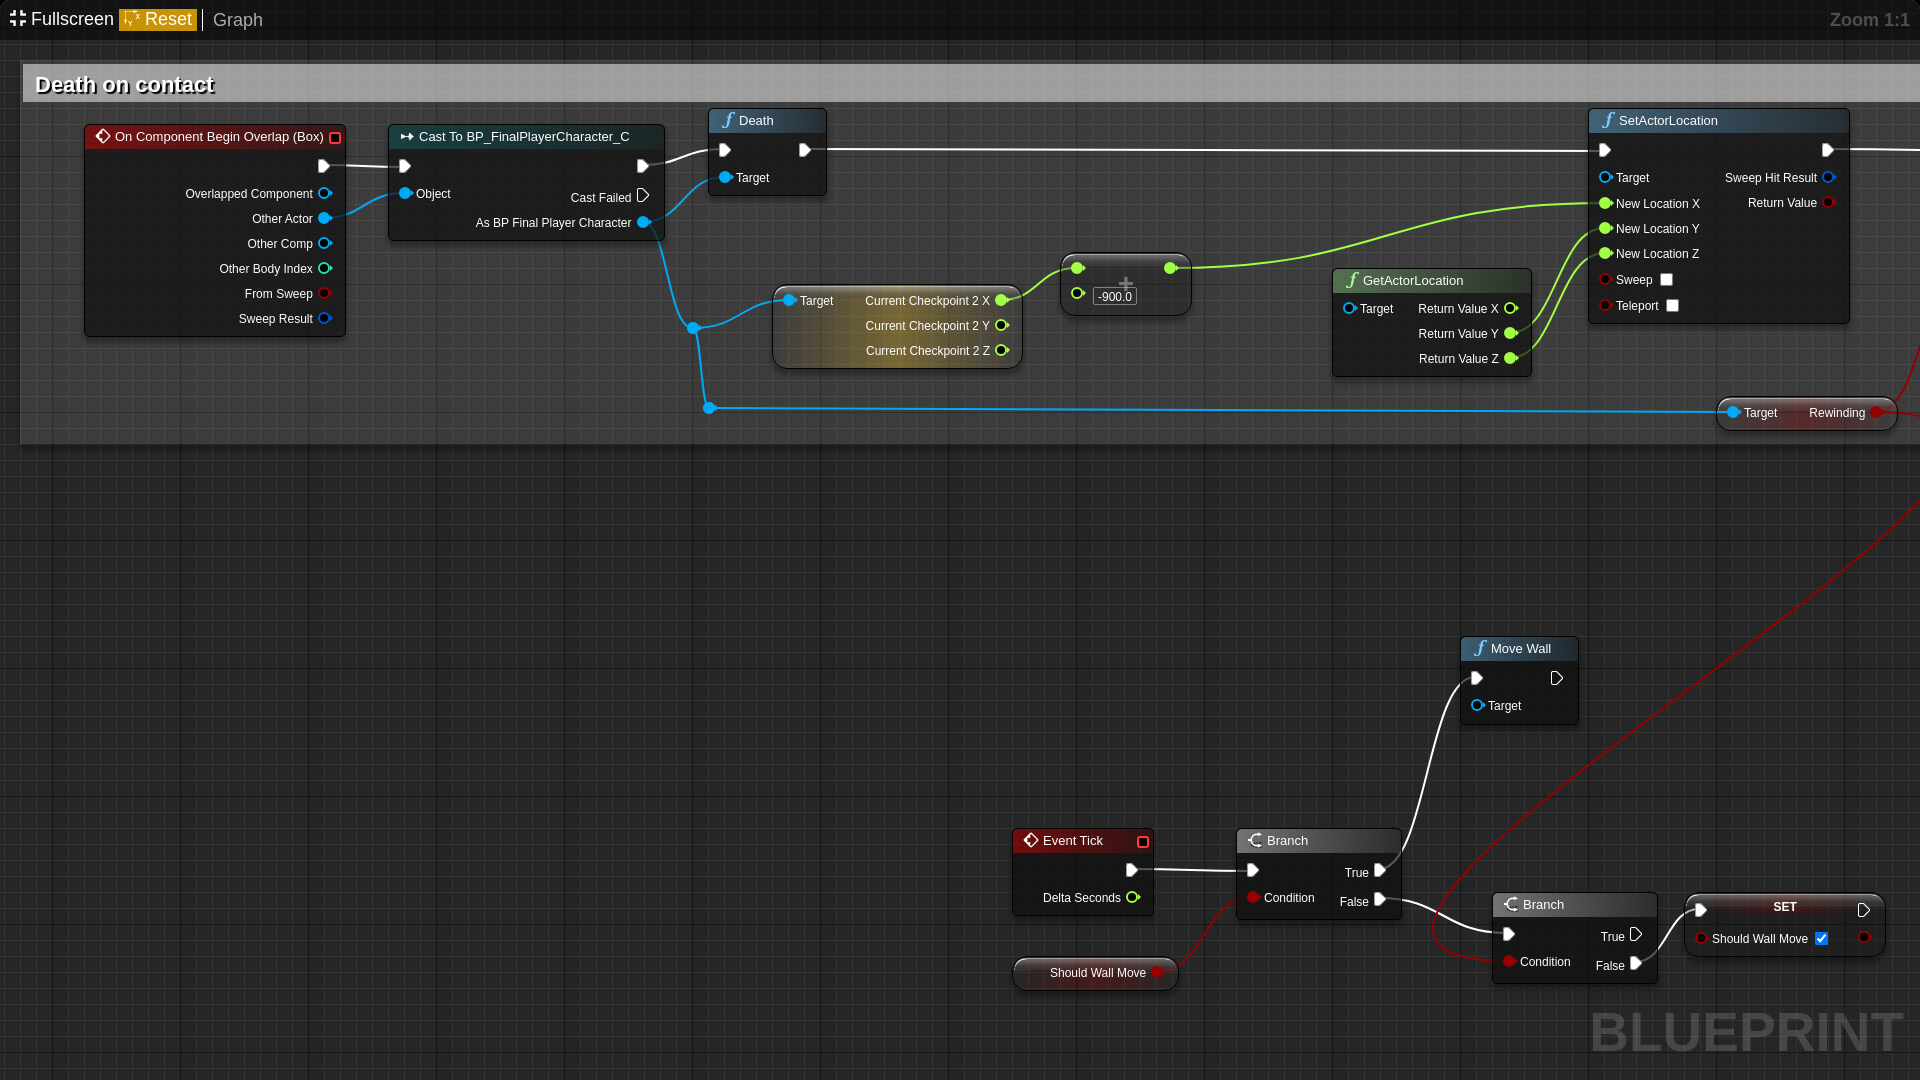 Fullscreen Reset Graph
Zoom 1:1
Death on contact
On Component Begin Overlap (Box)
Overlapped Component
Other Actor
Other Comp
Other Body Index
From Sweep
Sweep Result
Cast To BP_FinalPlayerCharacter_C
Object
Cast Failed
As BP Final Player Character
Death
Target
Target
Current Checkpoint 2 X
Current Checkpoint 2 Y
Current Checkpoint 2 Z
-900.0
GetActorLocation
Target
Return Value X
Return Value Y
Return Value Z
SetActorLocation
Target
Sweep Hit Result
New Location X
Return Value
New Location Y
New Location Z
Sweep
Teleport
Target
Rewinding
Move Wall
Target
Event Tick
Delta Seconds
Should Wall Move
Branch
True
Condition
False
Branch
True
Condition
False
SET
Should Wall Move
BLUEPRINT